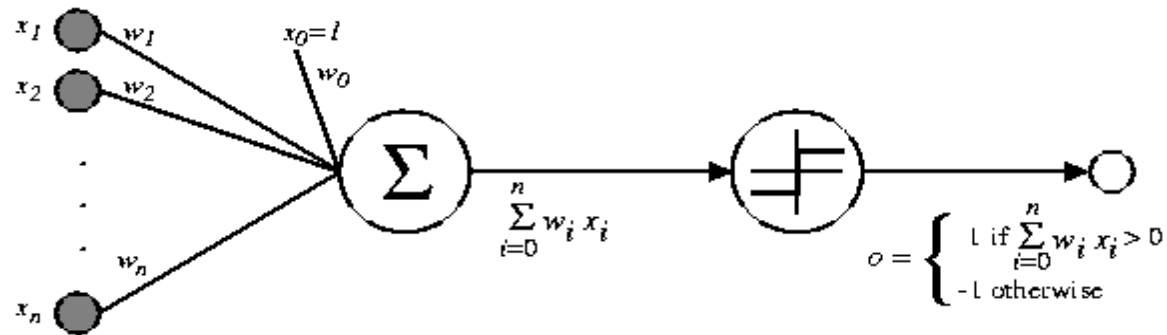 x1
w1
x0=1
w0
x2
w2
.
.
.
wn
xn
Σ
n
Σ wi xi
i=0
o = { 1 if n Σ i=0 wi xi > 0
-1 otherwise